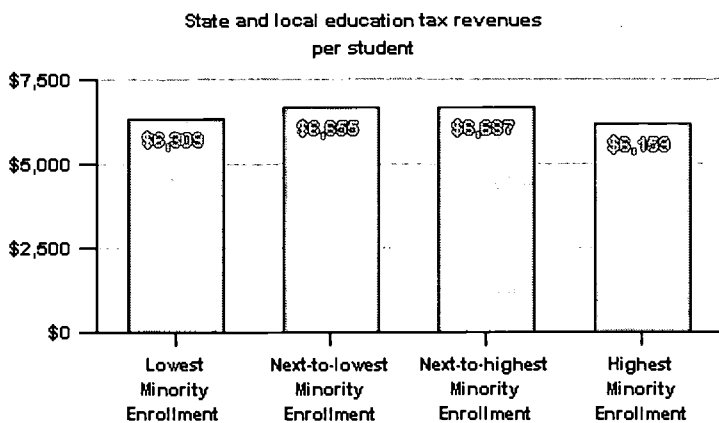 State and local education tax revenues
per student
$7,500
$6,309
$6,655
$6,687
$6,159
$5,000
$2,500
$0
Lowest
Minority
Enrollment
Next-to-lowest
Minority
Enrollment
Next-to-highest
Minority
Enrollment
Highest
Minority
Enrollment